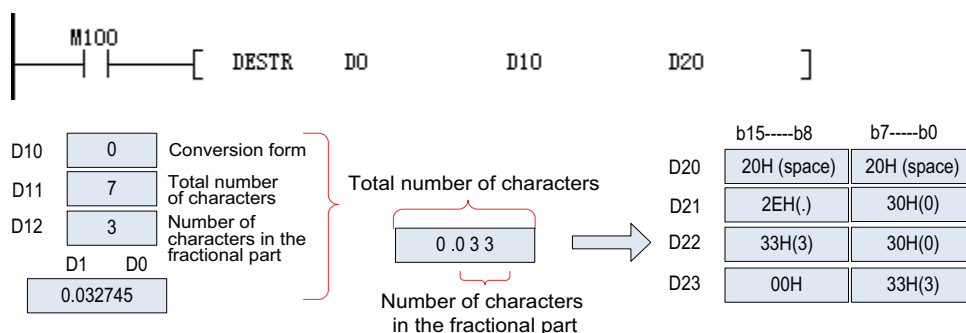 M100
DESTR D0 D10 D20
D10 0 Conversion form
D11 7 Total number
of characters
D12 3 Number of
characters in the
fractional part
D1 D0
0.032745
Total number of characters
0 .0 3 3
Number of characters
in the fractional part
b15-----b8 b7-----b0
D20 20H (space) 20H (space)
D21 2EH(.) 30H(0)
D22 33H(3) 30H(0)
D23 00H 33H(3)